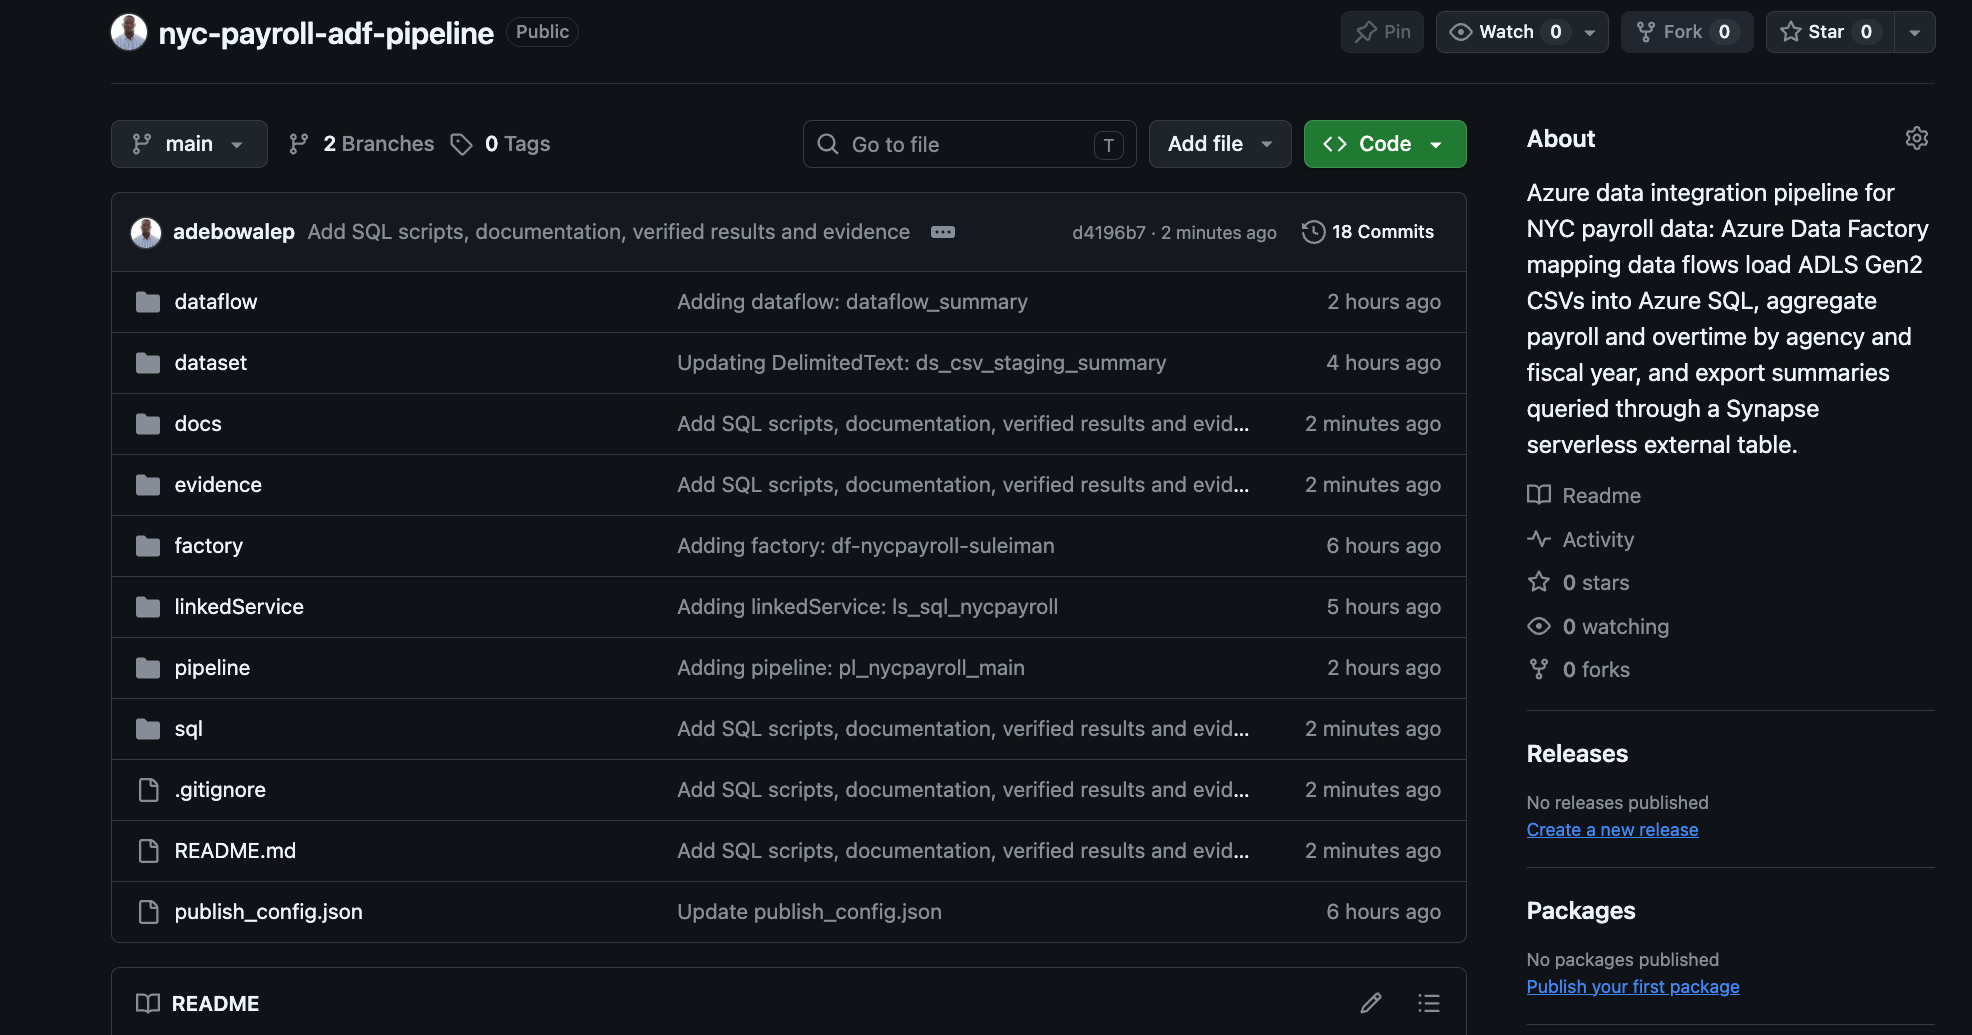 nyc-payroll-adf-pipeline Public
Pin Watch 0 Fork 0 Star 0
main 2 Branches 0 Tags Go to file T Add file Code
adebowalep Add SQL scripts, documentation, verified results and evidence d4196b7 · 2 minutes ago 18 Commits
dataflow Adding dataflow: dataflow_summary 2 hours ago
dataset Updating DelimitedText: ds_csv_staging_summary 4 hours ago
docs Add SQL scripts, documentation, verified results and evid... 2 minutes ago
evidence Add SQL scripts, documentation, verified results and evid... 2 minutes ago
factory Adding factory: df-nycpayroll-suleiman 6 hours ago
linkedService Adding linkedService: ls_sql_nycpayroll 5 hours ago
pipeline Adding pipeline: pl_nycpayroll_main 2 hours ago
sql Add SQL scripts, documentation, verified results and evid... 2 minutes ago
.gitignore Add SQL scripts, documentation, verified results and evid... 2 minutes ago
README.md Add SQL scripts, documentation, verified results and evid... 2 minutes ago
publish_config.json Update publish_config.json 6 hours ago
README
About
Azure data integration pipeline for
NYC payroll data: Azure Data Factory
mapping data flows load ADLS Gen2
CSVs into Azure SQL, aggregate
payroll and overtime by agency and
fiscal year, and export summaries
queried through a Synapse
serverless external table.
Readme
Activity
0 stars
0 watching
0 forks
Releases
No releases published
Create a new release
Packages
No packages published
Publish your first package